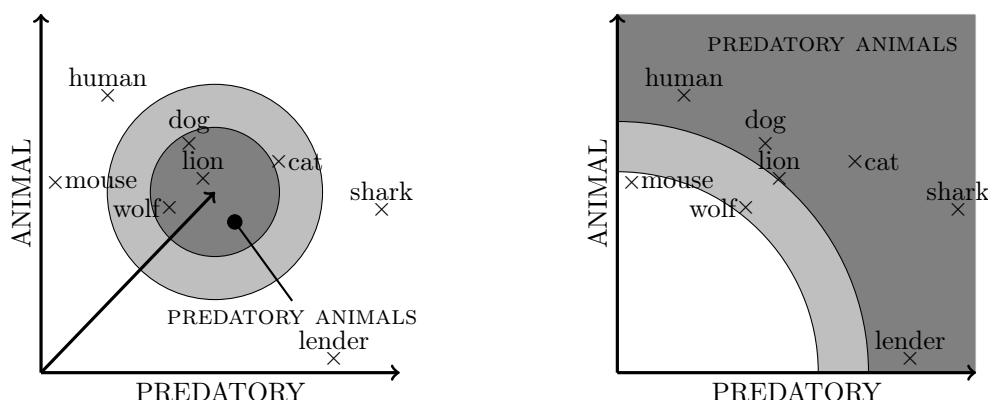 human
dog
lion
cat
mouse
wolf
shark
ANIMAL
PREDATORY ANIMALS
lender
PREDATORY
PREDATORY ANIMALS
human
dog
lion
cat
mouse
wolf
shark
ANIMAL
lender
PREDATORY